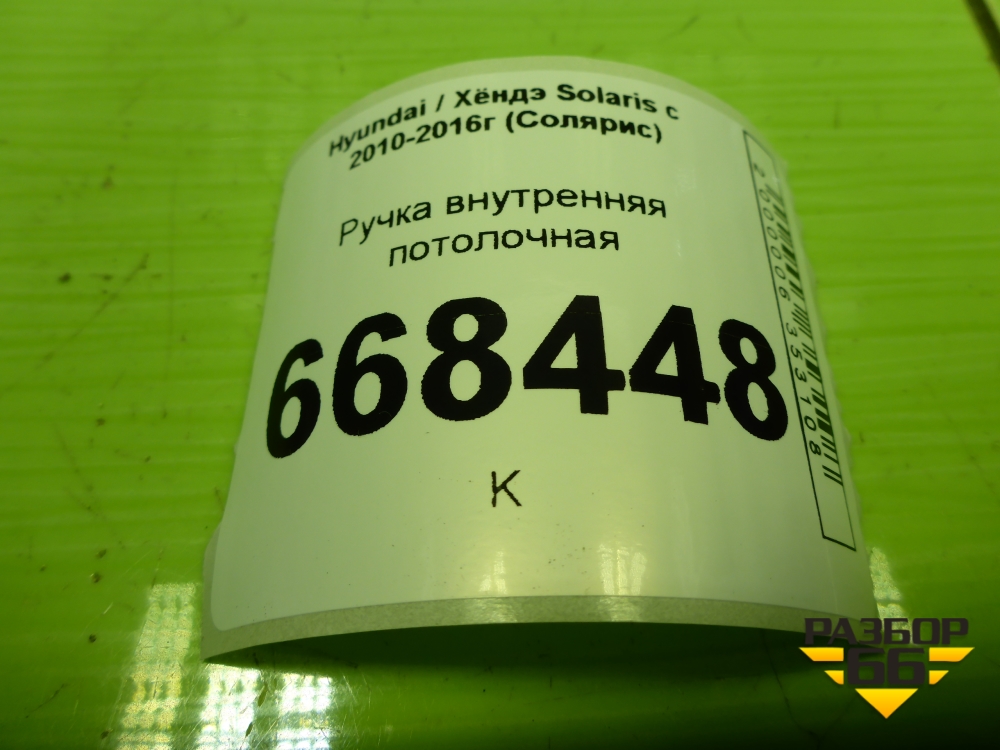 Hyundai / Хёндэ Solaris с
2010-2016г (Солярис)
Ручка внутренняя
потолочная
668448
К
2000006353108
РАЗБОР
66